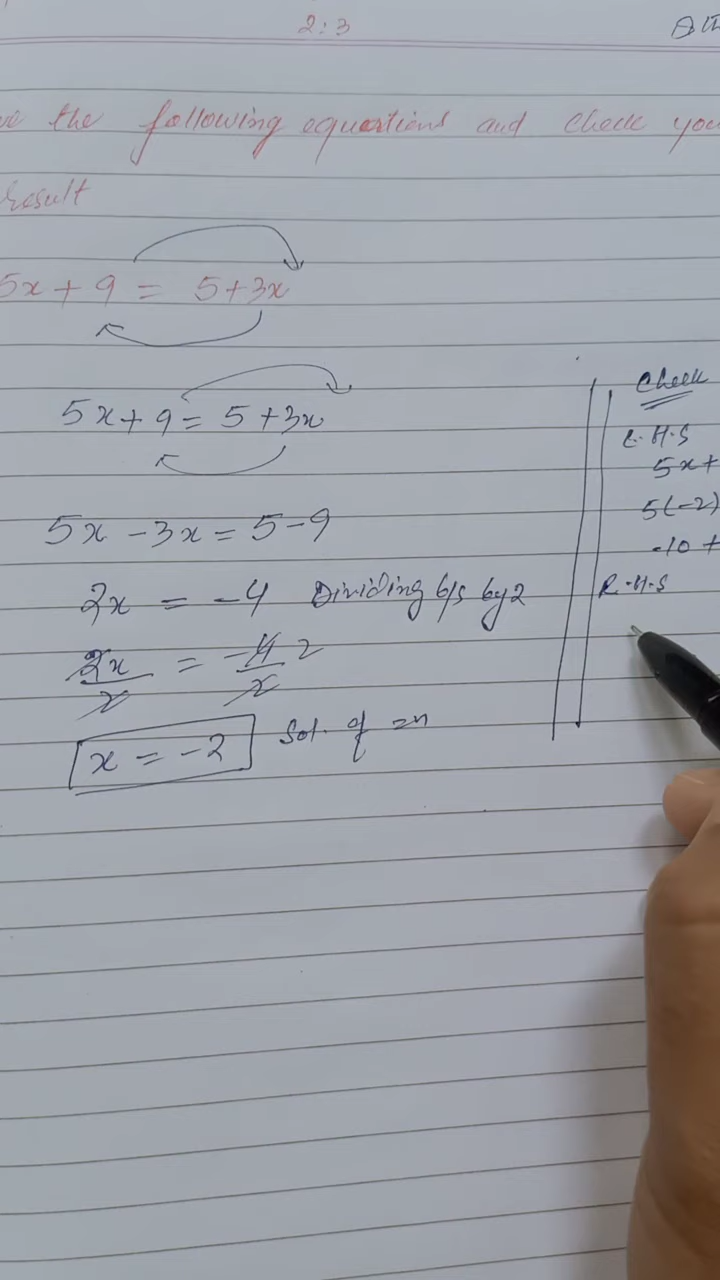 2:3
the following equations and check you
result
5x + 9 = 5+3x
5x+9 = 5 +3x
5x -3x = 5-9
2x = -4 Dividing b/s by 2
2x/2 = -4/2 2
x = -2 Sol. of =n
Check
L.H.S
5x+
5(-2)
-10 +
R.H.S